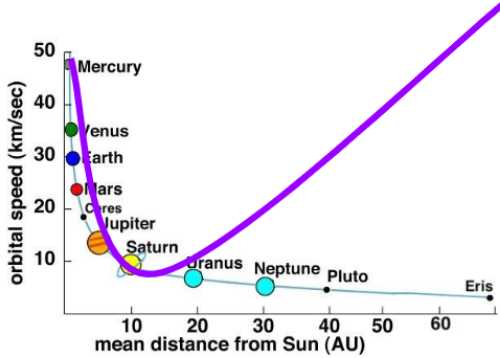 orbital speed (km/sec)
50
40
30
20
10
Mercury
Venus
Earth
Mars
Ceres
Jupiter
Saturn
Uranus
Neptune
Pluto
Eris
10 20 30 40 50 60
mean distance from Sun (AU)